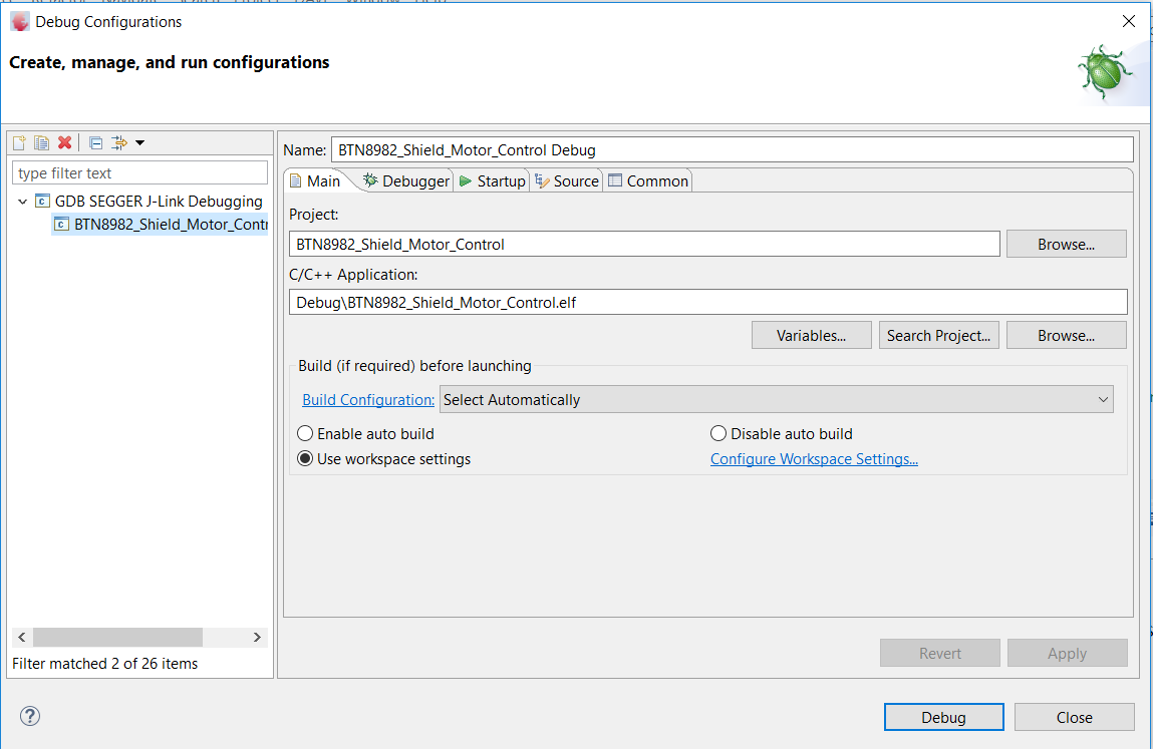 Debug Configurations
Create, manage, and run configurations
type filter text
GDB SEGGER J-Link Debugging
BTN8982_Shield_Motor_Contr
Filter matched 2 of 26 items
Name: BTN8982_Shield_Motor_Control Debug
Main Debugger Startup Source Common
Project:
BTN8982_Shield_Motor_Control Browse...
C/C++ Application:
Debug\BTN8982_Shield_Motor_Control.elf
Variables... Search Project... Browse...
Build (if required) before launching
Build Configuration: Select Automatically
Enable auto build Disable auto build
Use workspace settings Configure Workspace Settings...
Revert Apply
Debug Close